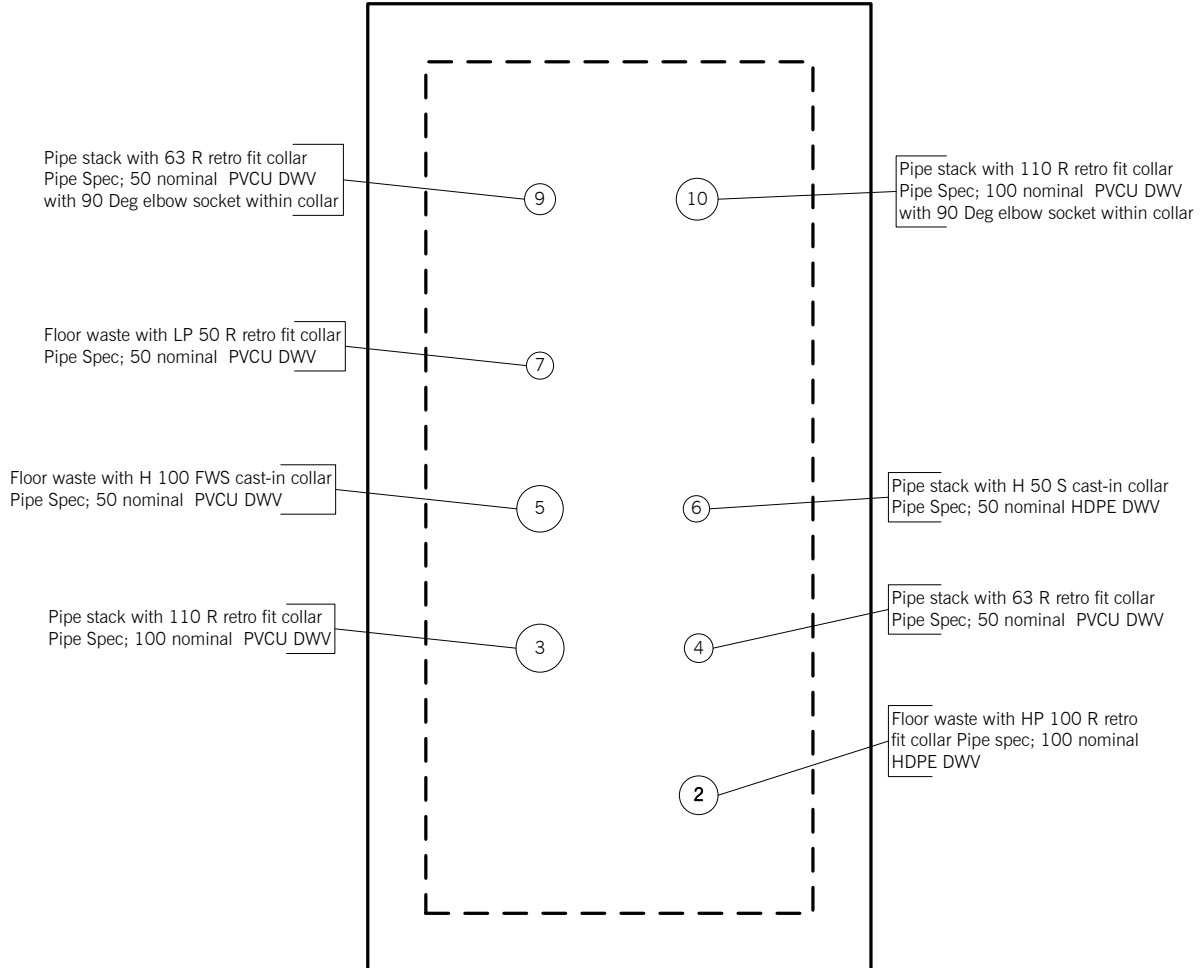 Pipe stack with 63 R retro fit collar
Pipe Spec; 50 nominal PVCU DWV
with 90 Deg elbow socket within collar
9
10
Pipe stack with 110 R retro fit collar
Pipe Spec; 100 nominal PVCU DWV
with 90 Deg elbow socket within collar
Floor waste with LP 50 R retro fit collar
Pipe Spec; 50 nominal PVCU DWV
7
Floor waste with H 100 FWS cast-in collar
Pipe Spec; 50 nominal PVCU DWV
5
6
Pipe stack with H 50 S cast-in collar
Pipe Spec; 50 nominal HDPE DWV
Pipe stack with 110 R retro fit collar
Pipe Spec; 100 nominal PVCU DWV
3
4
Pipe stack with 63 R retro fit collar
Pipe Spec; 50 nominal PVCU DWV
2
Floor waste with HP 100 R retro
fit collar Pipe spec; 100 nominal
HDPE DWV